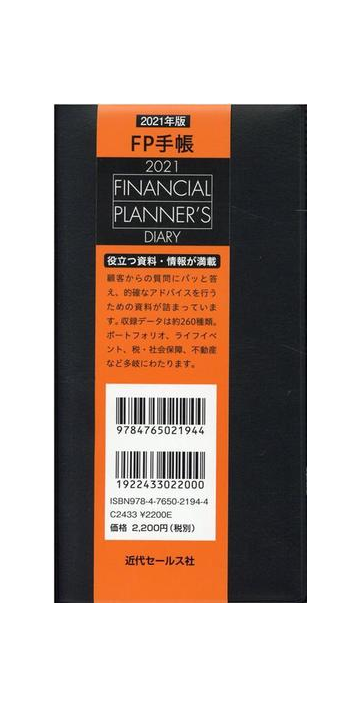 2021年版
FP手帳
2021
FINANCIAL
PLANNER'S
DIARY
役立つ資料・情報が満載
顧客からの質問にパッと答
え、的確なアドバイスを行う
ための資料が詰まっていま
す。収録データは約260種類。
ポートフォリオ、ライフイベ
ント、税・社会保障、不動産
など多岐にわたります。
9784765021944
1922433022000
ISBN978-4-7650-2194-4
C2433 ¥2200E
価格 2,200円(税別)
近代セールス社